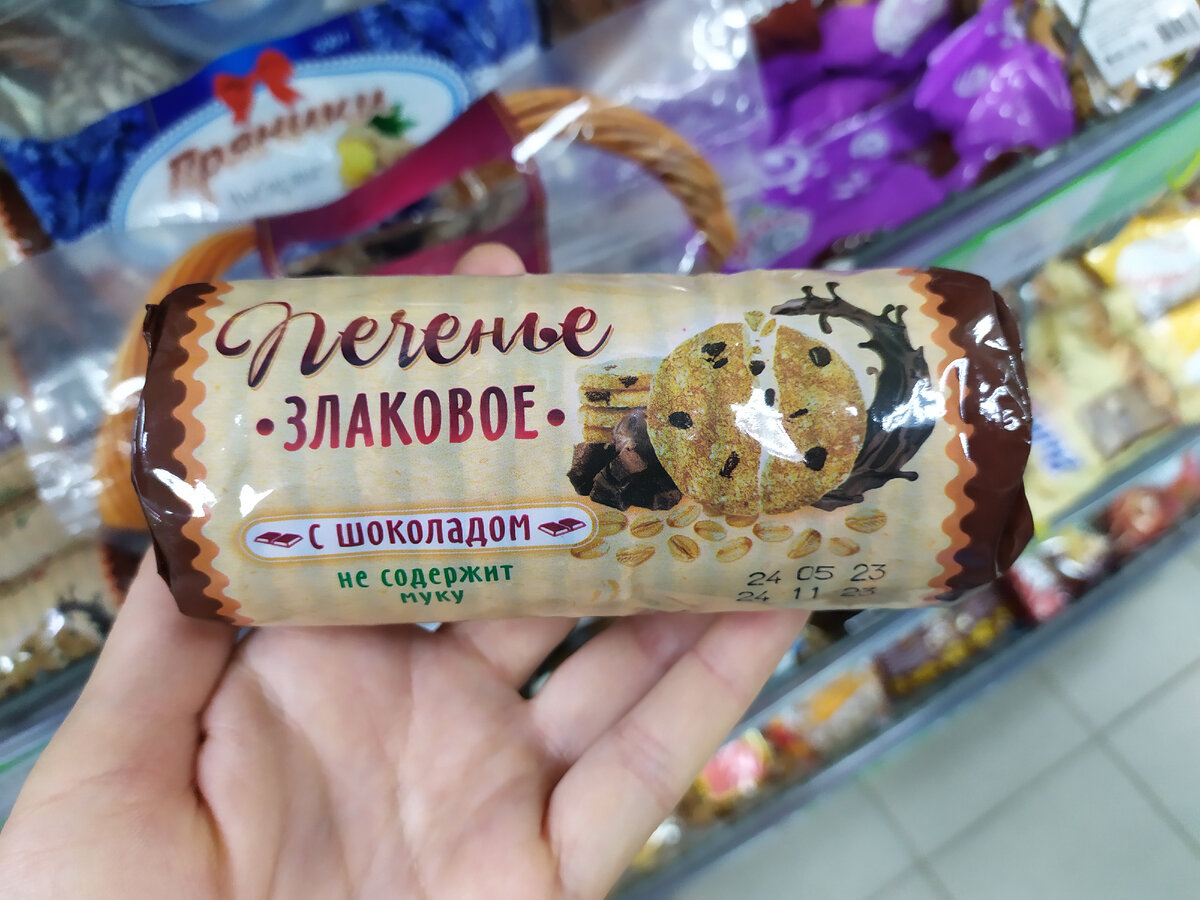 Пряники
Печенье
• ЗЛАКОВОЕ •
С ШОКОЛАДОМ
НЕ СОДЕРЖИТ
МУКУ
24 05 23
24 11 23